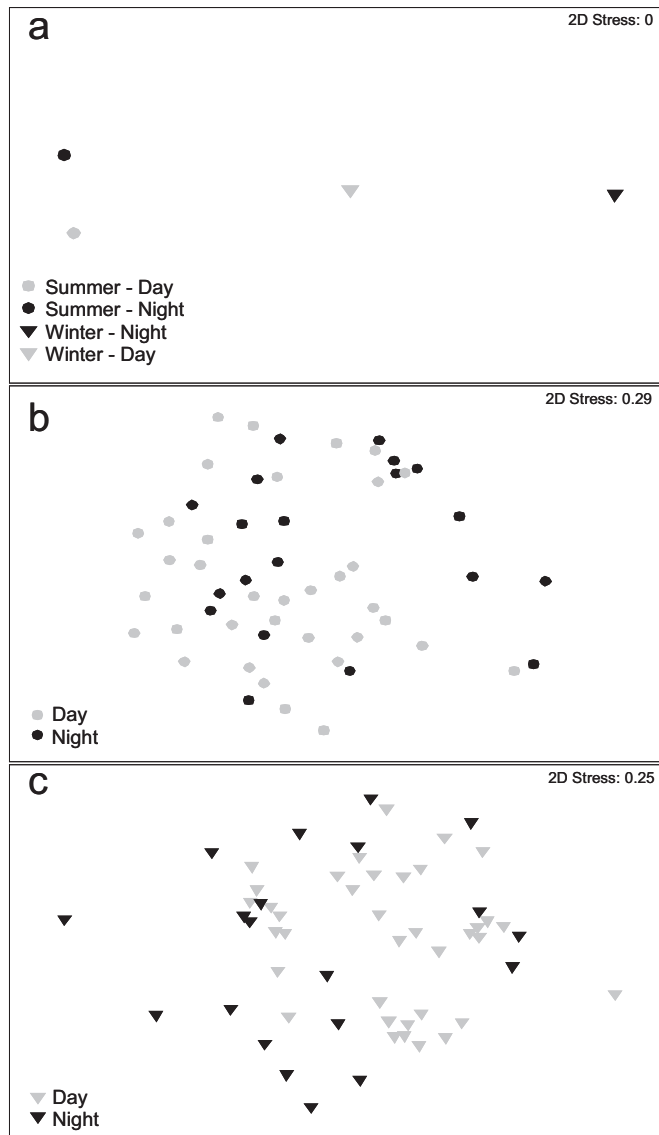 a
2D Stress: 0
Summer - Day
Summer - Night
Winter - Night
Winter - Day
b
2D Stress: 0.29
Day
Night
c
2D Stress: 0.25
Day
Night